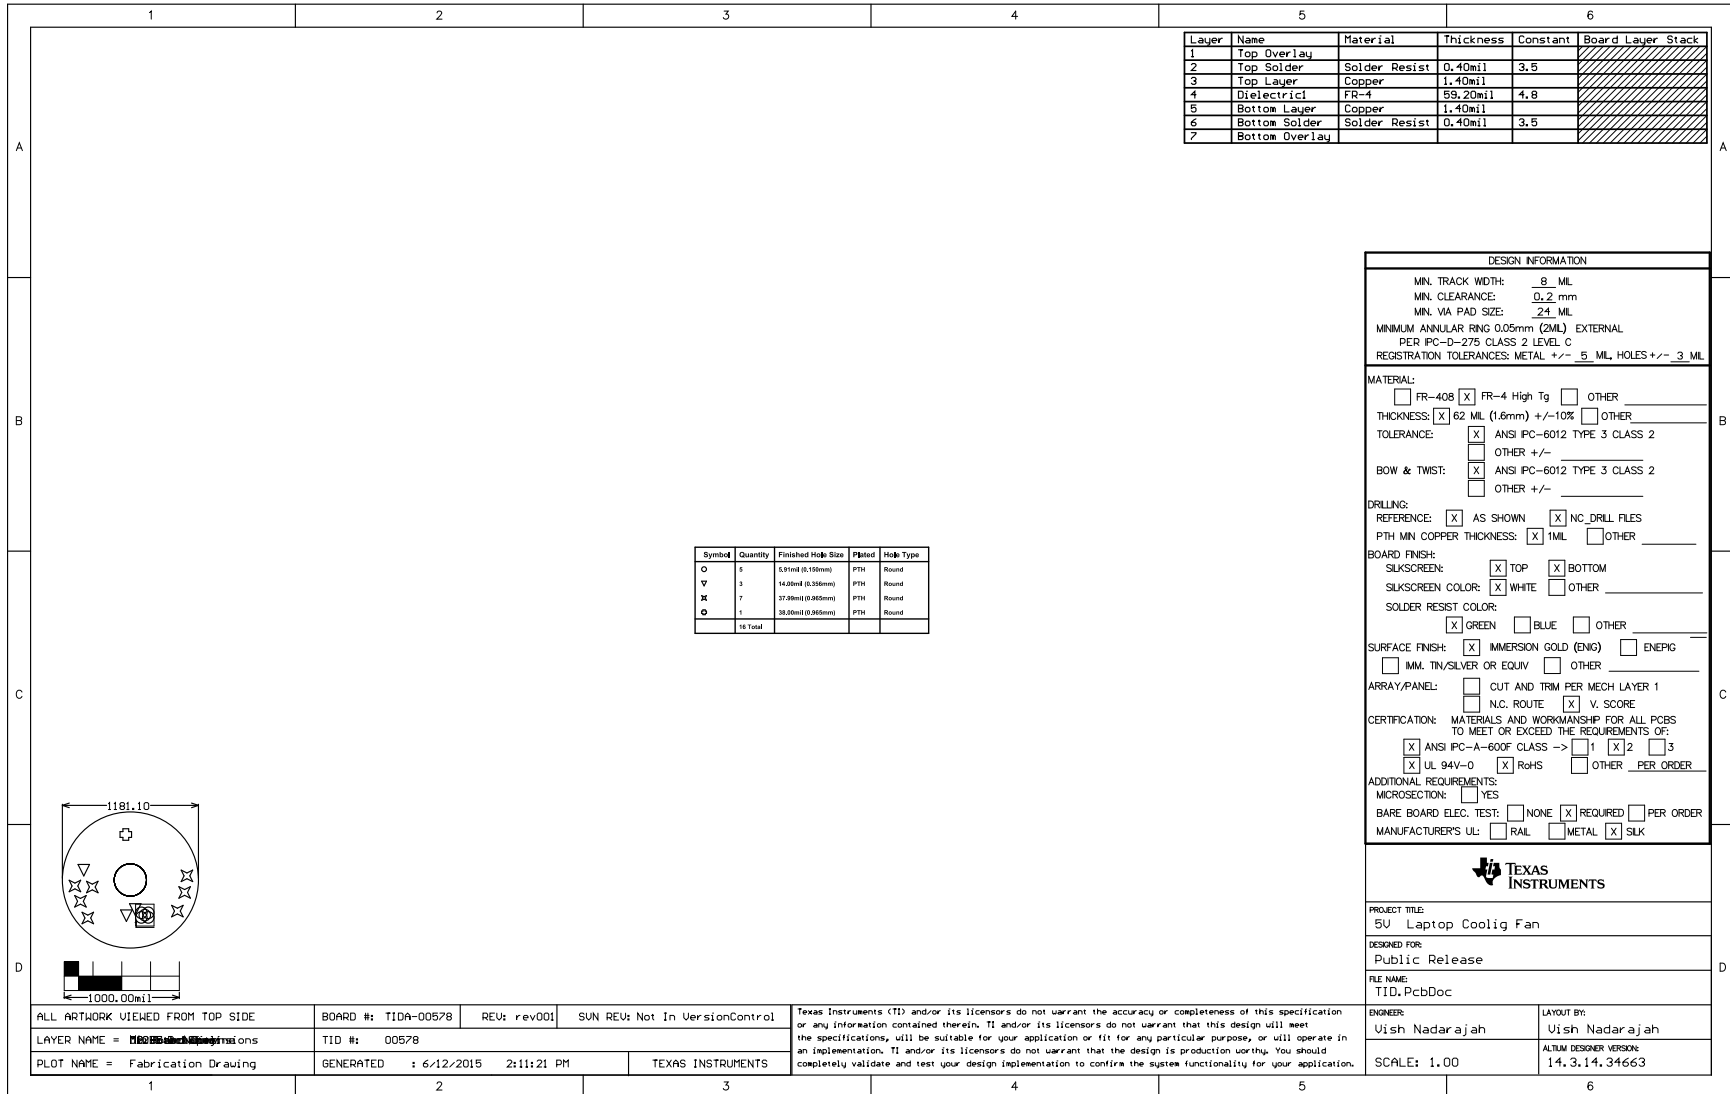 1 2 3 4 5 6
Layer Name Material Thickness Constant Board Layer Stack
1 Top Overlay
2 Top Solder Solder Resist 0.40mil 3.5
3 Top Layer Copper 1.40mil
4 Dielectric1 FR-4 59.20mil 4.8
5 Bottom Layer Copper 1.40mil
6 Bottom Solder Solder Resist 0.40mil 3.5
7 Bottom Overlay
A A
DESIGN INFORMATION
MIN. TRACK WIDTH: 8 MIL
MIN. CLEARANCE: 0.2 mm
MIN. VIA PAD SIZE: 24 MIL
MINIMUM ANNULAR RING 0.05mm (2MIL) EXTERNAL
PER IPC-D-275 CLASS 2 LEVEL C
REGISTRATION TOLERANCES: METAL +/- 5 MIL, HOLES +/- 3 MIL
MATERIAL:
FR-408 X FR-4 High Tg OTHER
THICKNESS: X 62 MIL (1.6mm) +/-10% OTHER
B B
TOLERANCE: X ANSI IPC-6012 TYPE 3 CLASS 2
OTHER +/-
BOW & TWIST: X ANSI IPC-6012 TYPE 3 CLASS 2
OTHER +/-
DRILLING:
REFERENCE: X AS SHOWN X NC_DRILL FILES
PTH MIN COPPER THICKNESS: X 1MIL OTHER
BOARD FINISH:
SILKSCREEN: X TOP X BOTTOM
SILKSCREEN COLOR: X WHITE OTHER
SOLDER RESIST COLOR:
X GREEN BLUE OTHER
SURFACE FINISH: X IMMERSION GOLD (ENIG) ENEPIG
IMM. TIN/SILVER OR EQUIV OTHER
ARRAY/PANEL: CUT AND TRIM PER MECH LAYER 1
N.C. ROUTE X V. SCORE
C C
CERTIFICATION: MATERIALS AND WORKMANSHIP FOR ALL PCBS
TO MEET OR EXCEED THE REQUIREMENTS OF:
X ANSI IPC-A-600F CLASS -> 1 X 2 3
X UL 94V-0 X RoHS OTHER PER ORDER
ADDITIONAL REQUIREMENTS:
MICROSECTION: YES
BARE BOARD ELEC. TEST: NONE X REQUIRED PER ORDER
MANUFACTURER'S UL: RAIL METAL X SILK
Symbol Quantity Finished Hole Size Plated Hole Type
5 5.91mil (0.150mm) PTH Round
3 14.00mil (0.356mm) PTH Round
7 37.99mil (0.965mm) PTH Round
1 38.00mil (0.965mm) PTH Round
16 Total
1181.10
1000.00mil
TEXAS
INSTRUMENTS
PROJECT TITLE:
5V Laptop Coolig Fan
DESIGNED FOR:
Public Release
D D
FILE NAME:
TID.PcbDoc
ENGINEER:
Vish Nadarajah
LAYOUT BY:
Vish Nadarajah
SCALE: 1.00
ALTIUM DESIGNER VERSION:
14.3.14.34663
ALL ARTWORK VIEWED FROM TOP SIDE
BOARD #: TIDA-00578 REV: rev001 SVN REV: Not In VersionControl
LAYER NAME =
TID #: 00578
PLOT NAME = Fabrication Drawing
GENERATED : 6/12/2015 2:11:21 PM TEXAS INSTRUMENTS
Texas Instruments (TI) and/or its licensors do not warrant the accuracy or completeness of this specification
or any information contained therein. TI and/or its licensors do not warrant that this design will meet
the specifications, will be suitable for your application or fit for any particular purpose, or will operate in
an implementation. TI and/or its licensors do not warrant that the design is production worthy. You should
completely validate and test your design implementation to confirm the system functionality for your application.
1 2 3 4 5 6